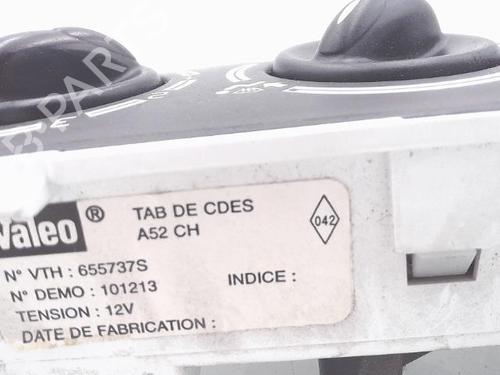 Valeo ® TAB DE CDES
A52 CH
042
N° VTH : 655737S
N° DEMO : 101213
INDICE :
TENSION : 12V
DATE DE FABRICATION :